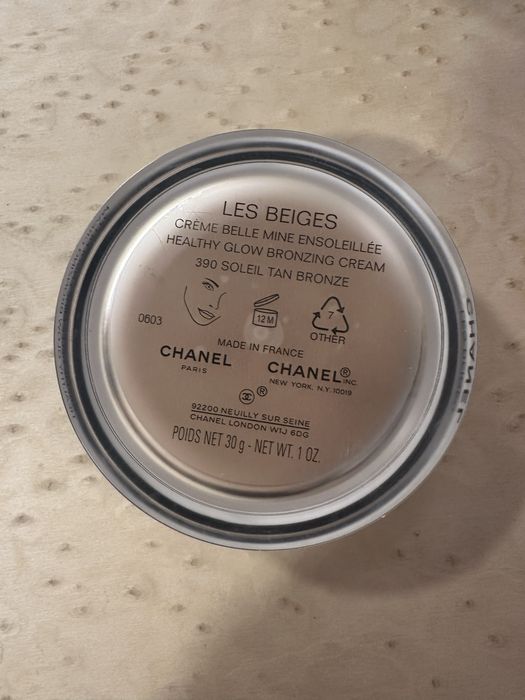 LES BEIGES
CRÈME BELLE MINE ENSOLEILLÉE
HEALTHY GLOW BRONZING CREAM
390 SOLEIL TAN BRONZE
0603
12 M
7
OTHER
MADE IN FRANCE
CHANEL
PARIS
CHANEL® INC.
NEW YORK, N.Y. 10019
®
92200 NEUILLY SUR SEINE
CHANEL LONDON W1J 6DG
POIDS NET 30 g - NET WT. 1 OZ.
CHANEL